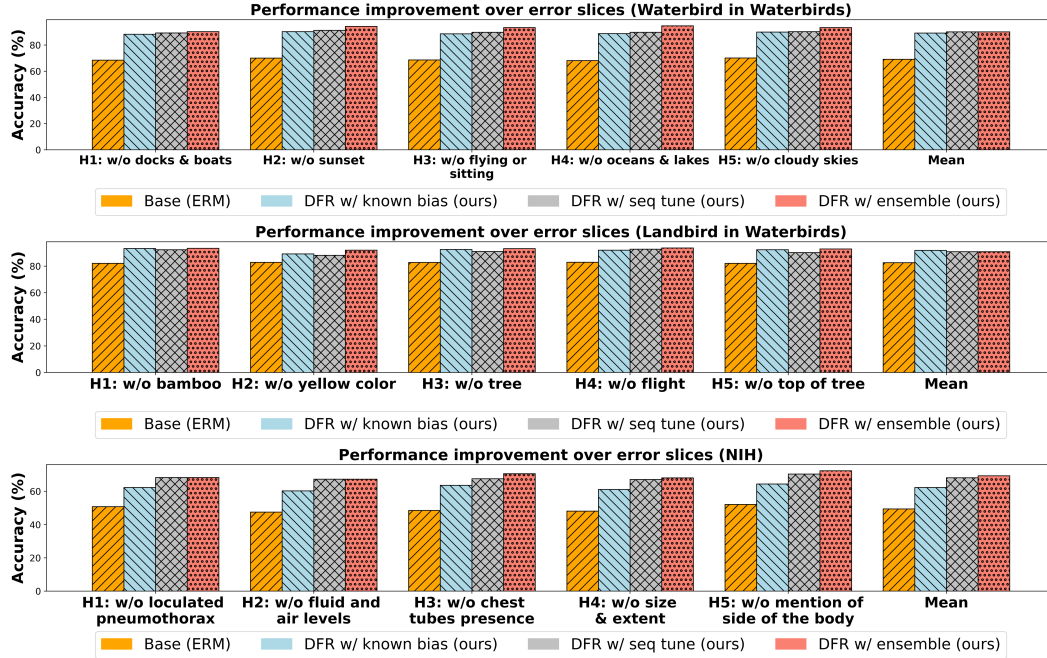 Performance improvement over error slices (Waterbird in Waterbirds)
Accuracy (%)
80
60
40
20
0
H1: w/o docks & boats H2: w/o sunset H3: w/o flying or H4: w/o oceans & lakes H5: w/o cloudy skies Mean
sitting
Base (ERM) DFR w/ known bias (ours) DFR w/ seq tune (ours) DFR w/ ensemble (ours)
Performance improvement over error slices (Landbird in Waterbirds)
Accuracy (%)
80
60
40
20
0
H1: w/o bamboo H2: w/o yellow color H3: w/o tree H4: w/o flight H5: w/o top of tree Mean
Base (ERM) DFR w/ known bias (ours) DFR w/ seq tune (ours) DFR w/ ensemble (ours)
Performance improvement over error slices (NIH)
Accuracy (%)
60
40
20
0
H1: w/o loculated H2: w/o fluid and H3: w/o chest H4: w/o size H5: w/o mention of Mean
pneumothorax air levels tubes presence & extent side of the body
Base (ERM) DFR w/ known bias (ours) DFR w/ seq tune (ours) DFR w/ ensemble (ours)